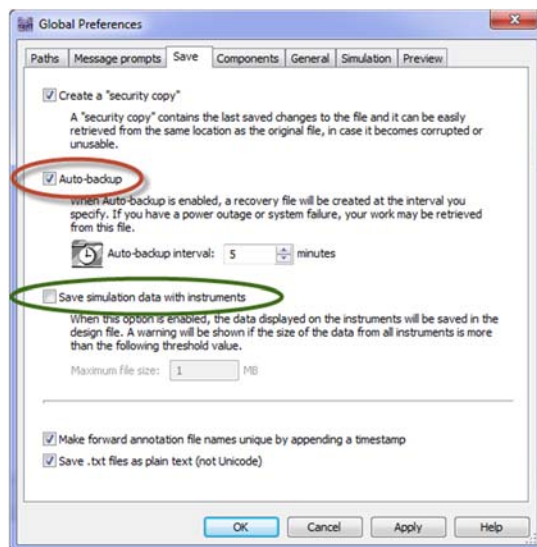 Global Preferences
Paths Message prompts Save Components General Simulation Preview
Create a "security copy"
A "security copy" contains the last saved changes to the file and it can be easily
retrieved from the same location as the original file, in case it becomes corrupted or
unusable.
Auto-backup
When Auto-backup is enabled, a recovery file will be created at the interval you
specify. If you have a power outage or system failure, your work may be retrieved
from this file.
Auto-backup interval: 5 minutes
Save simulation data with instruments
When this option is enabled, the data displayed on the instruments will be saved in the
design file. A warning will be shown if the size of the data from all instruments is more
than the following threshold value.
Maximum file size: 1 MB
Make forward annotation file names unique by appending a timestamp
Save .txt files as plain text (not Unicode)
OK Cancel Apply Help